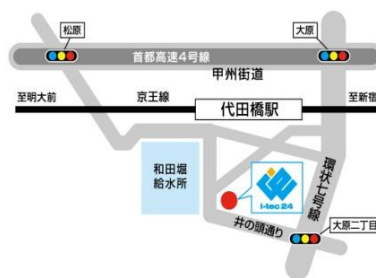 松原
大原
首都高速4号線
甲州街道
至明大前
京王線
代田橋駅
至新宿
和田堀
給水所
i-tec 24
環状七号線
井の頭通り
大原二丁目